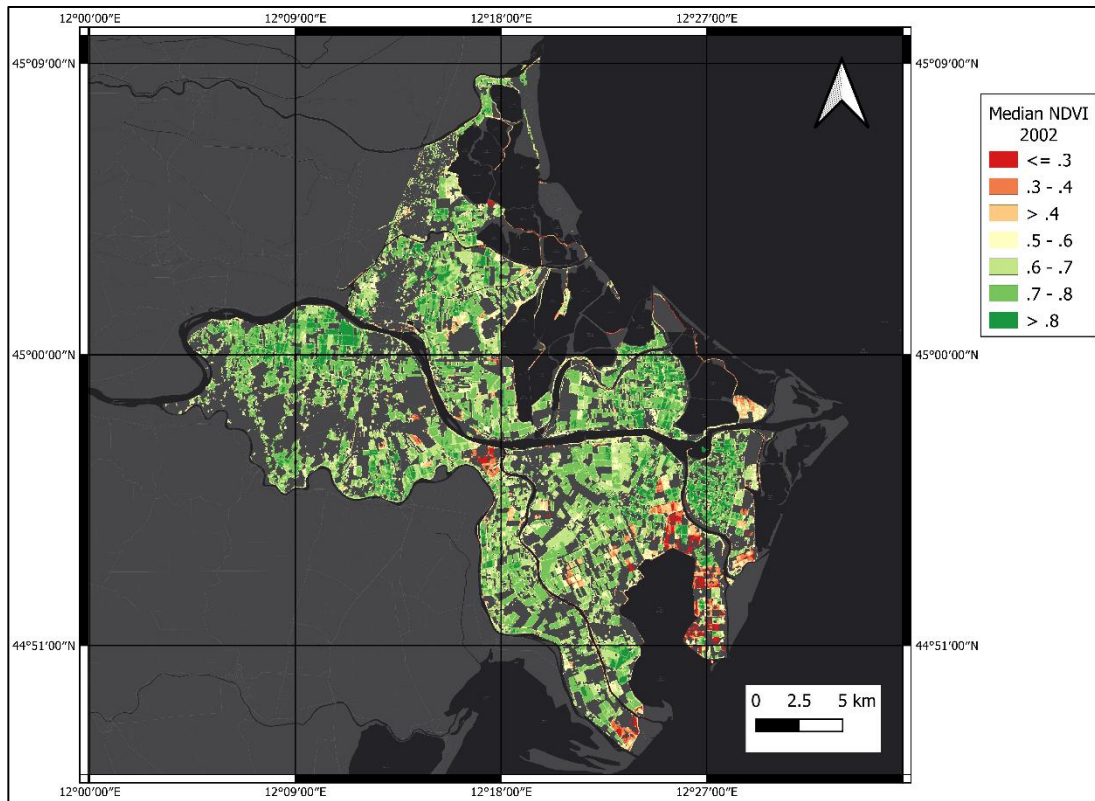 12°00′00″E 12°09′00″E 12°18′00″E 12°27′00″E
45°09′00″N 45°09′00″N
Median NDVI
2002
<= .3
.3 - .4
> .4
.5 - .6
.6 - .7
.7 - .8
> .8
45°00′00″N 45°00′00″N
44°51′00″N 44°51′00″N
0 2.5 5 km
12°00′00″E 12°09′00″E 12°18′00″E 12°27′00″E